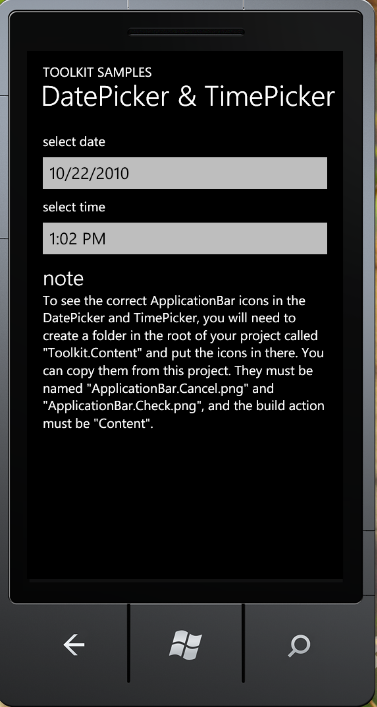 TOOLKIT SAMPLES
DatePicker & TimePicker
select date
10/22/2010
select time
1:02 PM
note
To see the correct ApplicationBar icons in the
DatePicker and TimePicker, you will need to
create a folder in the root of your project called
"Toolkit.Content" and put the icons in there. You
can copy them from this project. They must be
named "ApplicationBar.Cancel.png" and
"ApplicationBar.Check.png", and the build action
must be "Content".